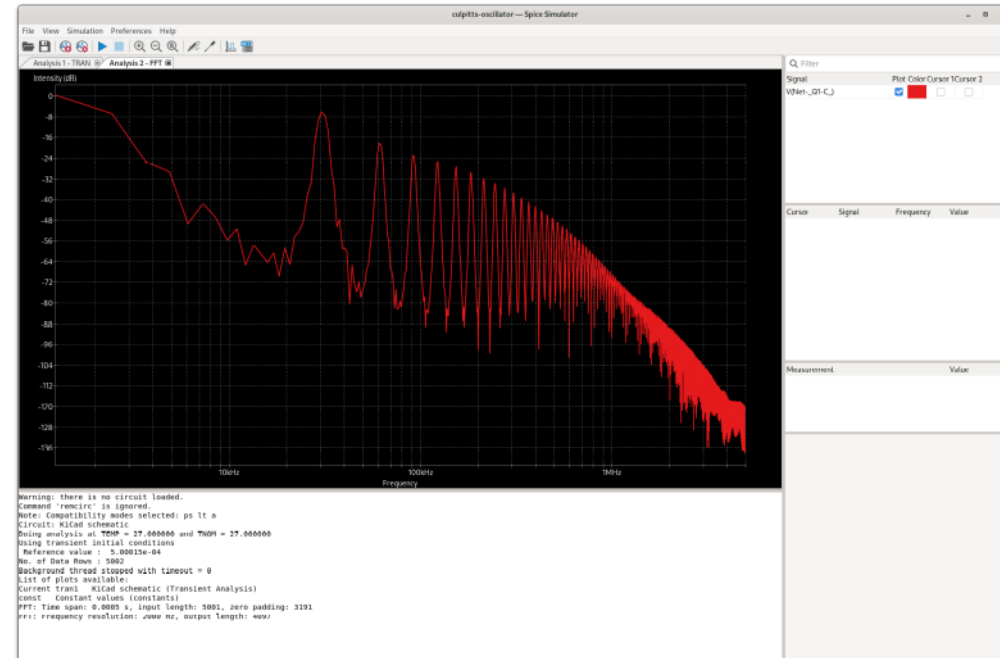 culpitts-oscillator — Spice Simulator
File View Simulation Preferences Help
Analysis 1 - TRAN Analysis 2 - FFT
Intensity (dB)
0
-8
-16
-24
-32
-40
-48
-56
-64
-72
-80
-88
-96
-104
-112
-120
-128
-136
10kHz 100kHz 1MHz
Frequency
Filter
Signal Plot Color Cursor 1 Cursor 2
V(Net-_Q1-C_)
Cursor Signal Frequency Value
Measurement Value
Warning: there is no circuit loaded.
Command 'remcirc' is ignored.
Note: Compatibility modes selected: ps lt a
Circuit: KiCad schematic
Doing analysis at TEMP = 27.000000 and TNOM = 27.000000
Using transient initial conditions
Reference value : 5.00015e-04
No. of Data Rows : 5002
Background thread stopped with timeout = 0
List of plots available:
Current tran1 KiCad schematic (Transient Analysis)
const Constant values (constants)
FFT: Time span: 0.0005 s, input length: 5001, zero padding: 3191
FFT: Frequency resolution: 2000 Hz, output length: 4097